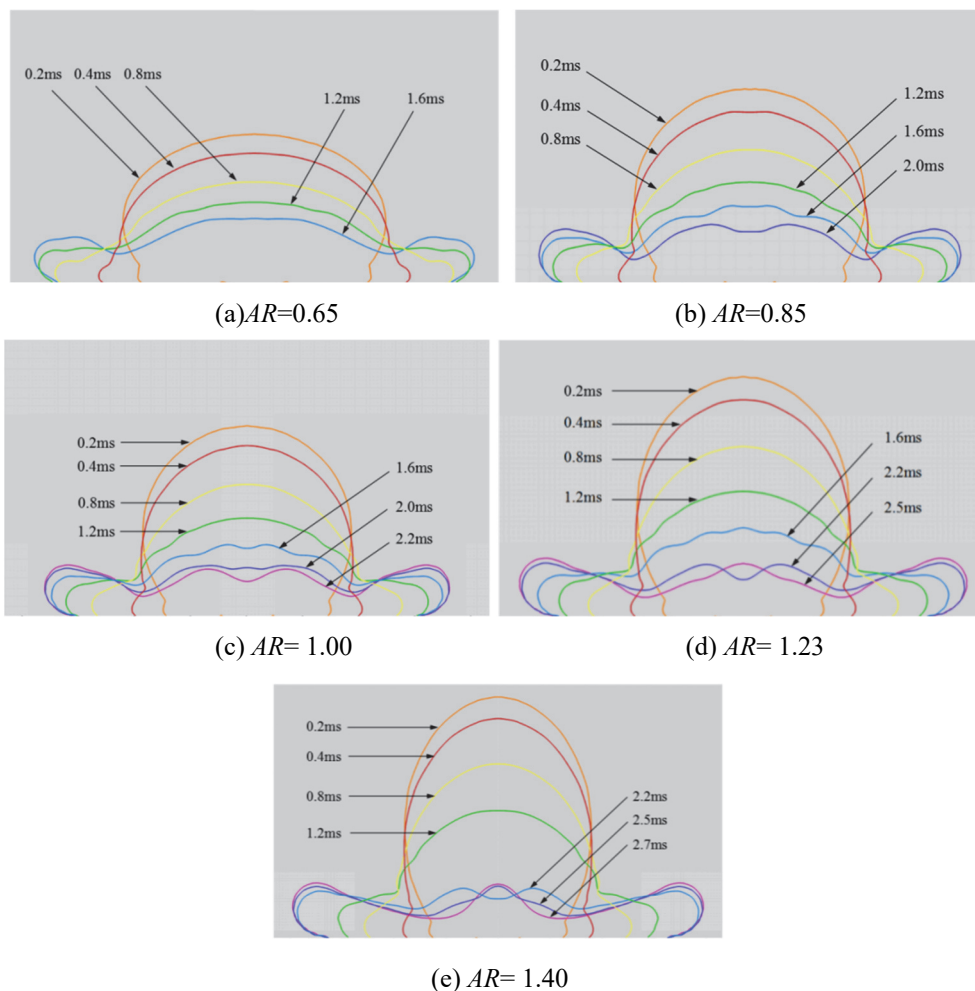 0.2ms 0.4ms 0.8ms
1.2ms 1.6ms
(a)AR=0.65
0.2ms
0.4ms
0.8ms
1.2ms
1.6ms
2.0ms
(b) AR=0.85
0.2ms
0.4ms
0.8ms
1.2ms
1.6ms
2.0ms
2.2ms
(c) AR= 1.00
0.2ms
0.4ms
0.8ms
1.2ms
1.6ms
2.2ms
2.5ms
(d) AR= 1.23
0.2ms
0.4ms
0.8ms
1.2ms
2.2ms
2.5ms
2.7ms
(e) AR= 1.40